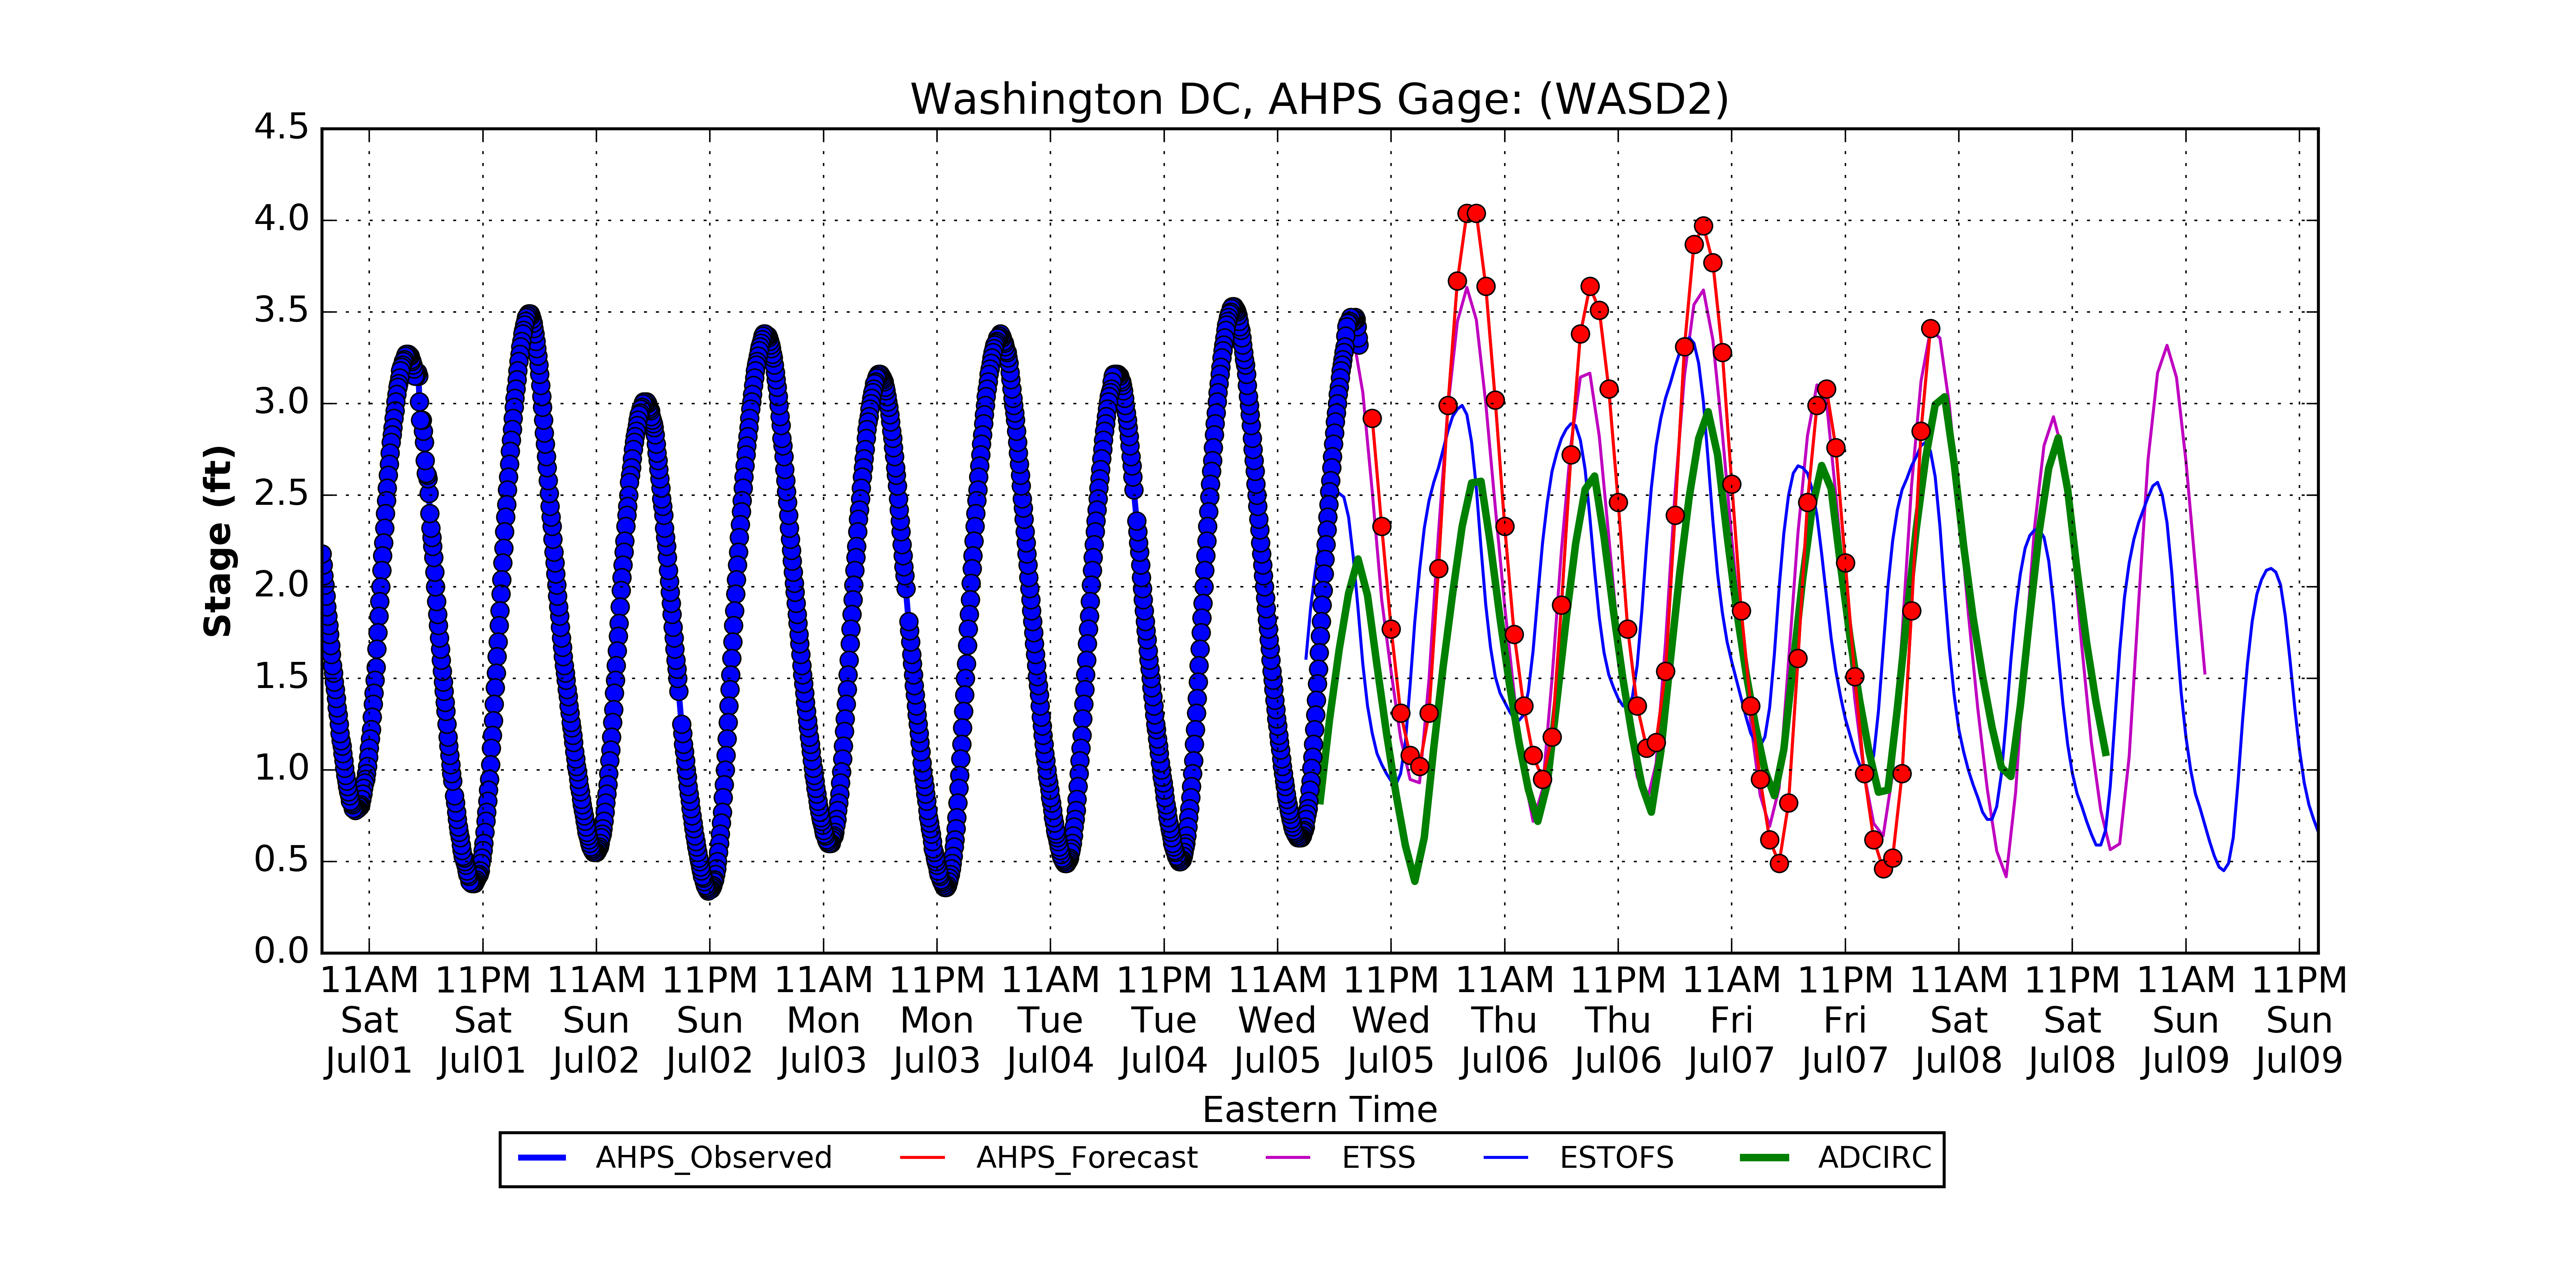 Washington DC, AHPS Gage: (WASD2)
4.5
4.0
3.5
3.0
2.5
2.0
1.5
1.0
0.5
0.0
Stage (ft)
11AM 11PM 11AM 11PM 11AM 11PM 11AM 11PM 11AM 11PM 11AM 11PM 11AM 11PM 11AM 11PM 11AM 11PM
Sat Sat Sun Sun Mon Mon Tue Tue Wed Wed Thu Thu Fri Fri Sat Sat Sun Sun
Jul01 Jul01 Jul02 Jul02 Jul03 Jul03 Jul04 Jul04 Jul05 Jul05 Jul06 Jul06 Jul07 Jul07 Jul08 Jul08 Jul09 Jul09
Eastern Time
AHPS_Observed AHPS_Forecast ETSS ESTOFS ADCIRC